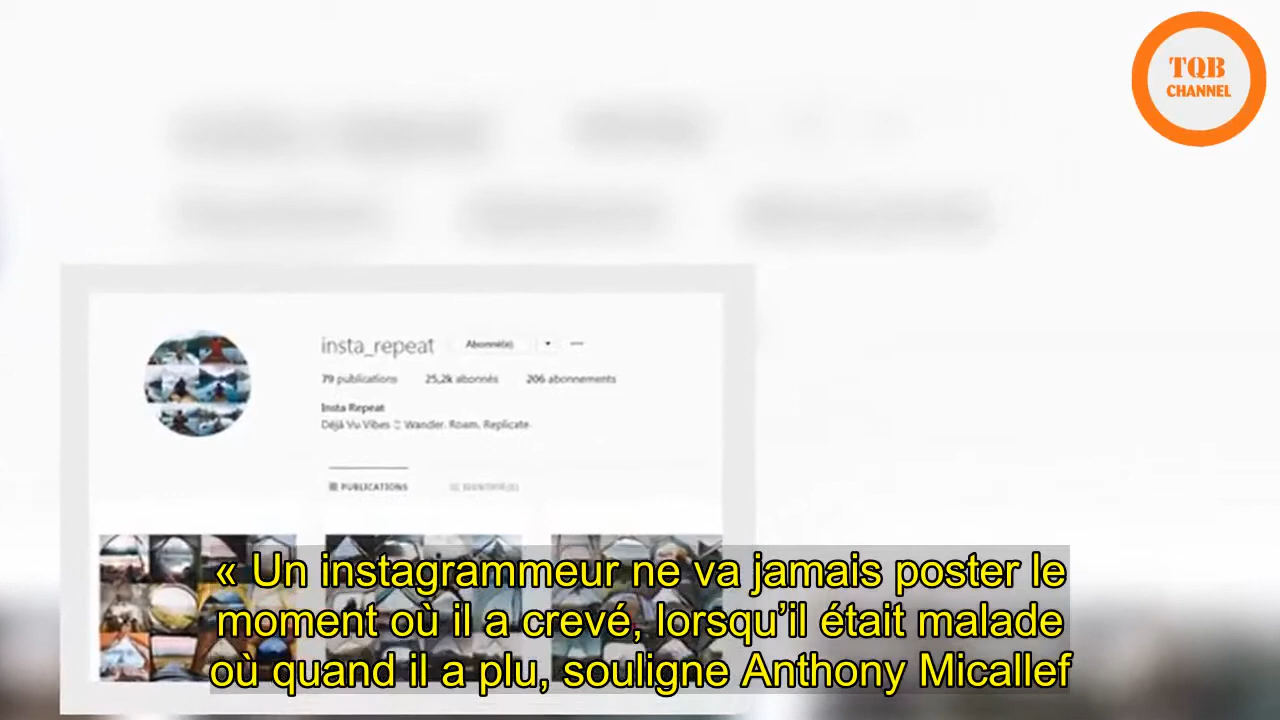 TQB
CHANNEL
insta_repeat Abonné(e)
79 publications 25,2k abonnés 206 abonnements
Insta Repeat
Déjà Vu Vibes Wander. Roam. Replicate.
PUBLICATIONS IDENTIFIÉ(E)
« Un instagrammeur ne va jamais poster le
moment où il a crevé, lorsqu’il était malade
où quand il a plu, souligne Anthony Micallef